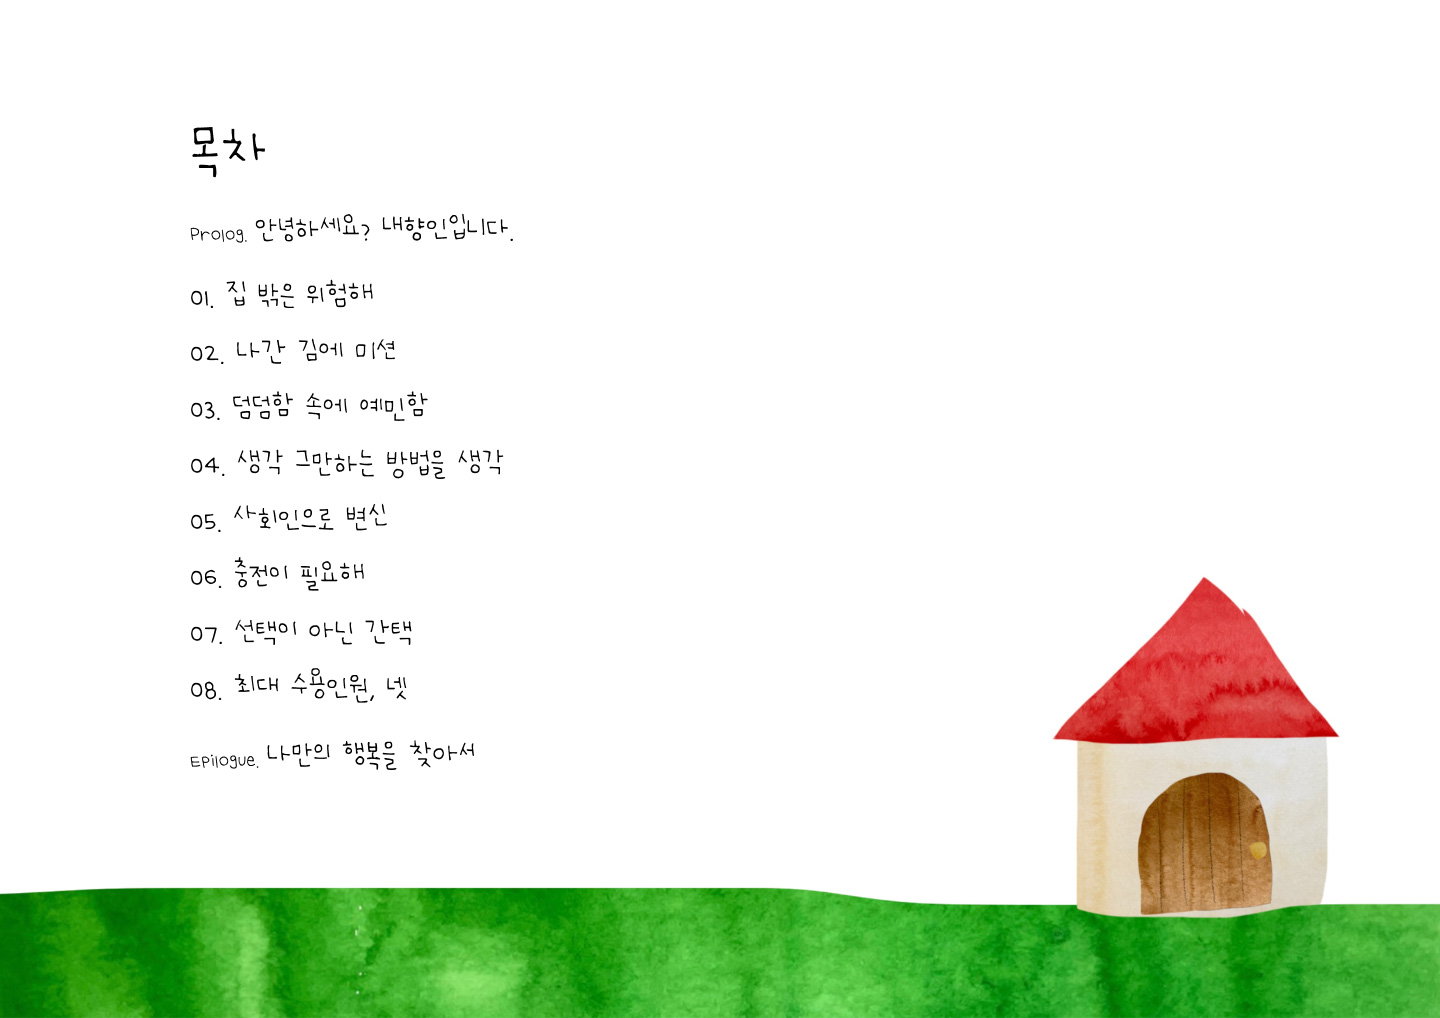 목차
Prolog. 안녕하세요? 내향인입니다.
01. 집 밖은 위험해
02. 나간 김에 미션
03. 덤덤함 속에 예민함
04. 생각 그만하는 방법을 생각
05. 사회인으로 변신
06. 충전이 필요해
07. 선택이 아닌 간택
08. 최대 수용인원, 넷
Epilogue. 나만의 행복을 찾아서